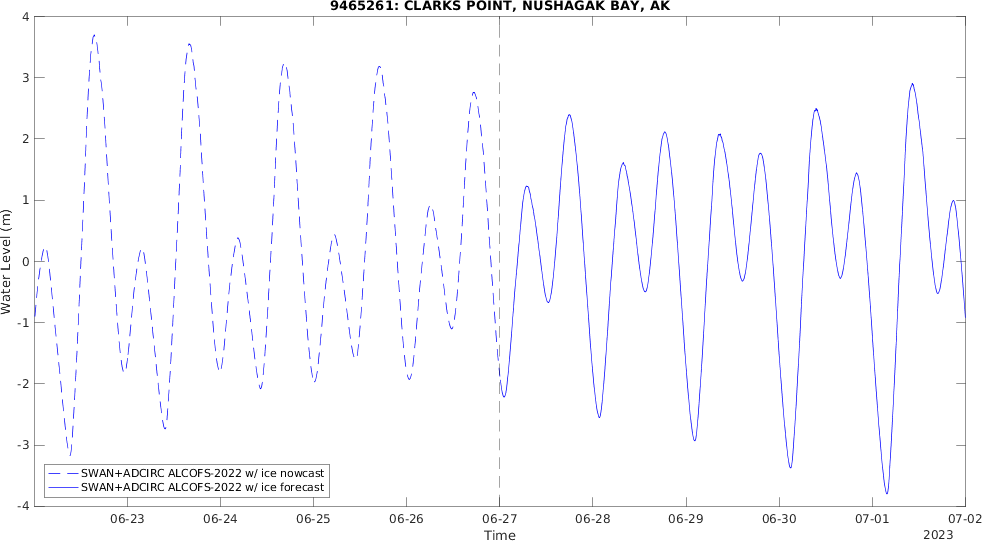 9465261: CLARKS POINT, NUSHAGAK BAY, AK
4
3
2
1
0
-1
-2
-3
-4
Water Level (m)
SWAN+ADCIRC ALCOFS-2022 w/ ice nowcast
SWAN+ADCIRC ALCOFS-2022 w/ ice forecast
06-23 06-24 06-25 06-26 06-27 06-28 06-29 06-30 07-01 07-02
Time
2023